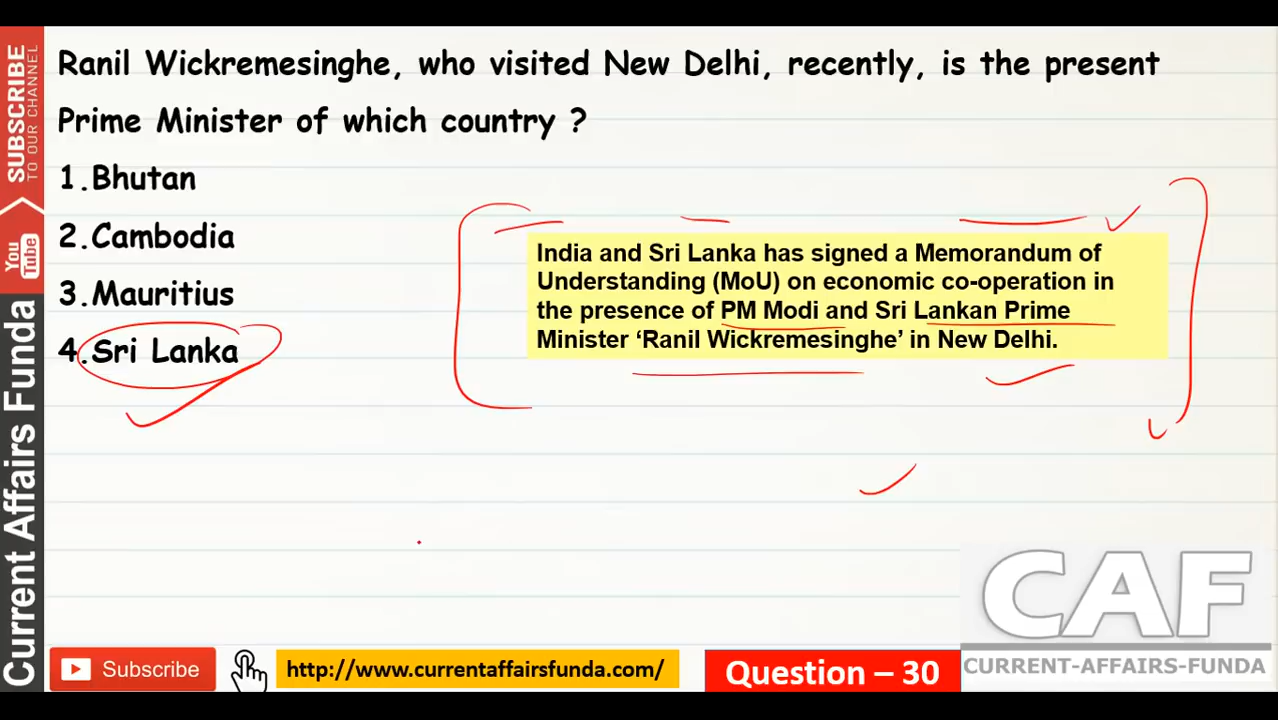 Ranil Wickremesinghe, who visited New Delhi, recently, is the present
Prime Minister of which country ?
1.Bhutan
2.Cambodia
3.Mauritius
4.Sri Lanka
India and Sri Lanka has signed a Memorandum of
Understanding (MoU) on economic co-operation in
the presence of PM Modi and Sri Lankan Prime
Minister ‘Ranil Wickremesinghe’ in New Delhi.
SUBSCRIBE
TO OUR CHANNEL
You
Tube
Current Affairs Funda
CAF
CURRENT-AFFAIRS-FUNDA
Subscribe
http://www.currentaffairsfunda.com/
Question – 30